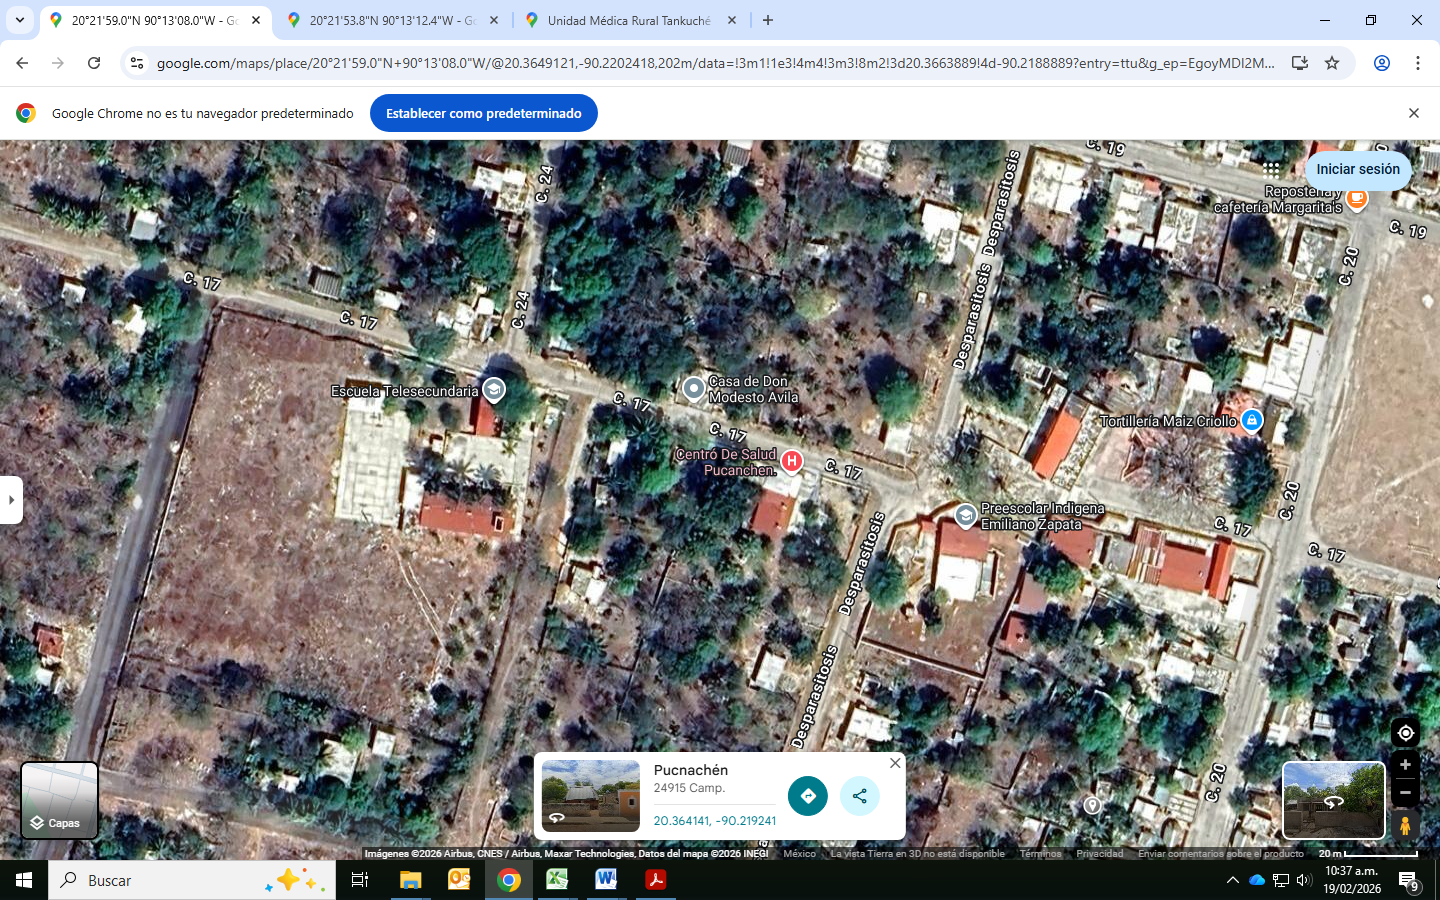 20°21'59.0"N 90°13'08.0"W - Go
20°21'53.8"N 90°13'12.4"W - Go
Unidad Médica Rural Tankuché
google.com/maps/place/20°21'59.0"N+90°13'08.0"W/@20.3649121,-90.2202418,202m/data=!3m1!1e3!4m4!3m3!8m2!3d20.3663889!4d-90.2188889?entry=ttu&g_ep=EgoyMDI2M...
Google Chrome no es tu navegador predeterminado
Establecer como predeterminado
C. 19
Iniciar sesión
C. 24
Desparasitosis
Repostería y
cafetería Margarita's
C. 19
C. 20
C. 17
C. 24
C. 17
Desparasitosis
Escuela Telesecundaria
Casa de Don
Modesto Avila
C. 17
C. 17
Tortillería Maiz Criollo
Centró De Salud
Pucanchen.
C. 17
C. 20
Preescolar Indigena
Emiliano Zapata
C. 17
C. 17
Desparasitosis
Desparasitosis
C. 20
Pucnachén
24915 Camp.
20.364141, -90.219241
Capas
Imágenes ©2026 Airbus, CNES / Airbus, Maxar Technologies, Datos del mapa ©2026 INEGI
México
La vista Tierra en 3D no está disponible
Términos
Privacidad
Enviar comentarios sobre el producto
20 m
Buscar
10:37 a.m.
19/02/2026
9